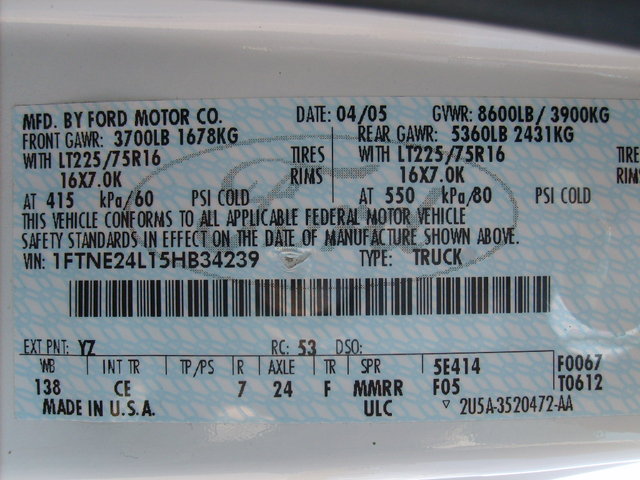 MFD. BY FORD MOTOR CO. DATE: 04/05 GVWR: 8600LB / 3900KG
FRONT GAWR: 3700LB 1678KG REAR GAWR: 5360LB 2431KG
WITH LT225/75R16 TIRES WITH LT225/75R16 TIRE
16X7.0K RIMS 16X7.0K RIMS
AT 415 kPa/60 PSI COLD AT 550 kPa/80 PSI COLD
THIS VEHICLE CONFORMS TO ALL APPLICABLE FEDERAL MOTOR VEHICLE
SAFETY STANDARDS IN EFFECT ON THE DATE OF MANUFACTURE SHOWN ABOVE.
VIN: 1FTNE24L15HB34239 TYPE: TRUCK
EXT PNT: YZ RC: 53 DSO:
WB INT TR TP/PS R AXLE TR SPR 5E414 F0067
138 CE 7 24 F MMRR F05 T0612
MADE IN U.S.A. ULC ▽ 2U5A-3520472-AA